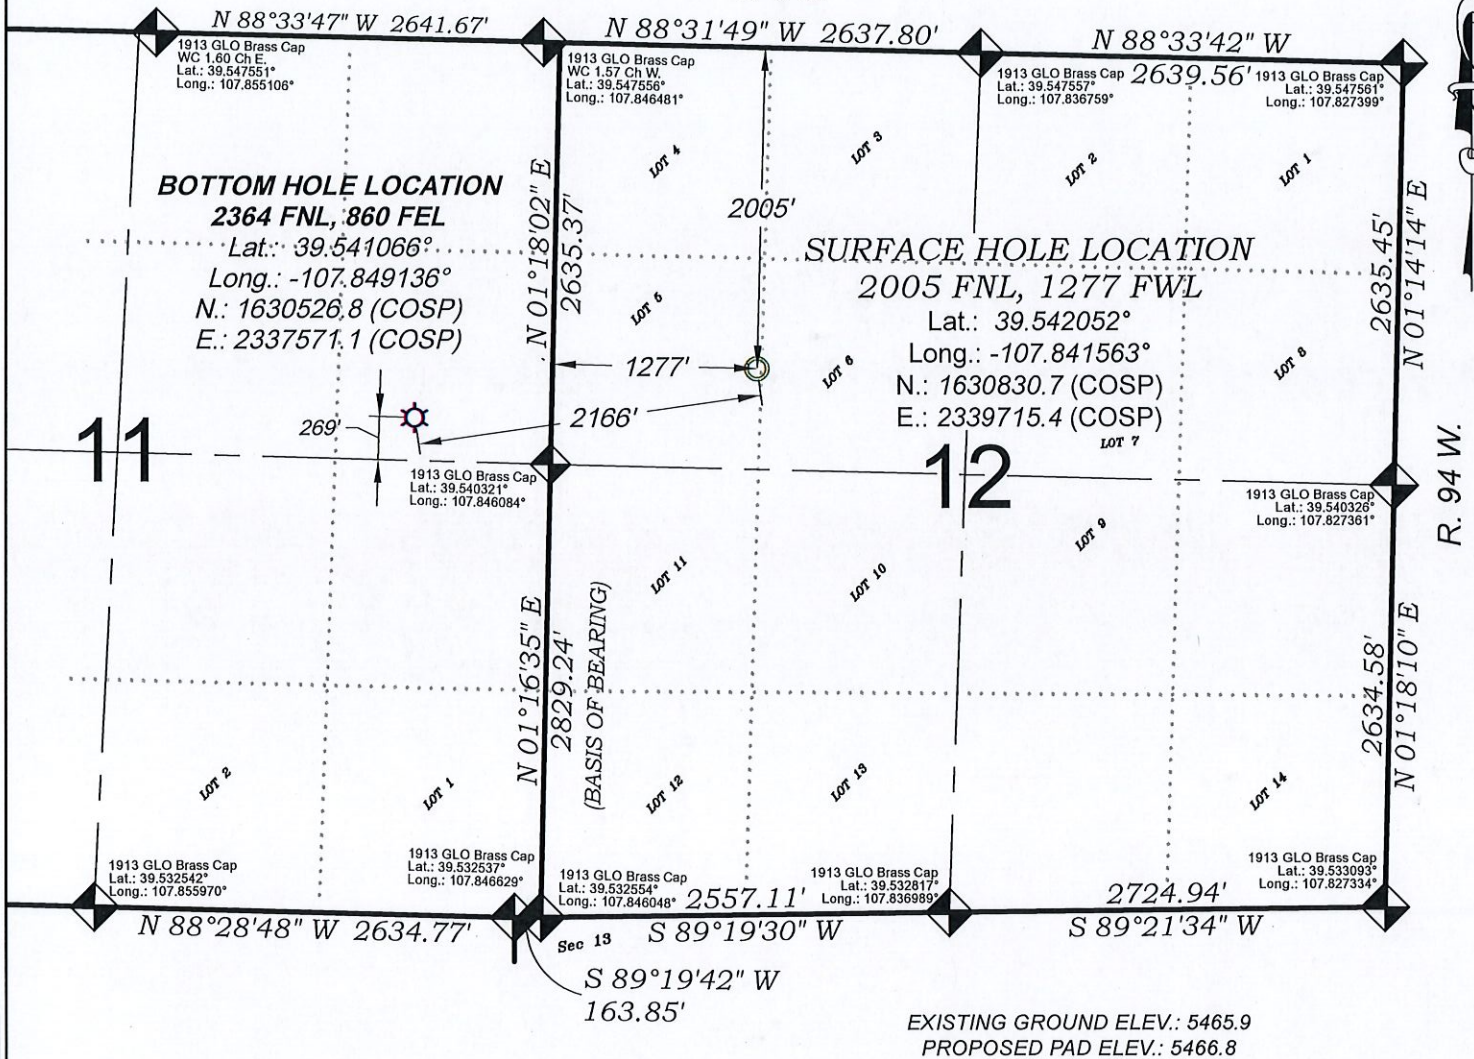 N 88°33'47" W 2641.67'
N 88°31'49" W 2637.80'
N 88°33'42" W
2639.56'
1913 GLO Brass Cap
WC 1.60 Ch E.
Lat.: 39.547551°
Long.: 107.855106°
1913 GLO Brass Cap
WC 1.57 Ch W.
Lat.: 39.547556°
Long.: 107.846481°
1913 GLO Brass Cap
Lat.: 39.547557°
Long.: 107.836759°
1913 GLO Brass Cap
Lat.: 39.547561°
Long.: 107.827399°
LOT 4
LOT 3
LOT 2
LOT 1
BOTTOM HOLE LOCATION
2364 FNL, 860 FEL
Lat.: 39.541066°
Long.: -107.849136°
N.: 1630526.8 (COSP)
E.: 2337571.1 (COSP)
N 01°18'02" E
2635.37'
2005'
SURFACE HOLE LOCATION
2005 FNL, 1277 FWL
Lat.: 39.542052°
Long.: -107.841563°
N.: 1630830.7 (COSP)
E.: 2339715.4 (COSP)
2635.45'
N 01°14'14" E
LOT 5
LOT 6
LOT 8
1277'
2166'
269'
LOT 7
11
12
R. 94 W.
1913 GLO Brass Cap
Lat.: 39.540321°
Long.: 107.846084°
1913 GLO Brass Cap
Lat.: 39.540326°
Long.: 107.827361°
LOT 9
LOT 11
LOT 10
N 01°16'35" E
2829.24'
(BASIS OF BEARING)
2634.58'
N 01°18'10" E
LOT 2
LOT 1
LOT 12
LOT 13
LOT 14
1913 GLO Brass Cap
Lat.: 39.532542°
Long.: 107.855970°
1913 GLO Brass Cap
Lat.: 39.532537°
Long.: 107.846629°
1913 GLO Brass Cap
Lat.: 39.532554°
Long.: 107.846048°
2557.11'
1913 GLO Brass Cap
Lat.: 39.532817°
Long.: 107.836989°
2724.94'
1913 GLO Brass Cap
Lat.: 39.533093°
Long.: 107.827334°
N 88°28'48" W 2634.77'
Sec 13
S 89°19'30" W
S 89°21'34" W
S 89°19'42" W
163.85'
EXISTING GROUND ELEV.: 5465.9
PROPOSED PAD ELEV.: 5466.8